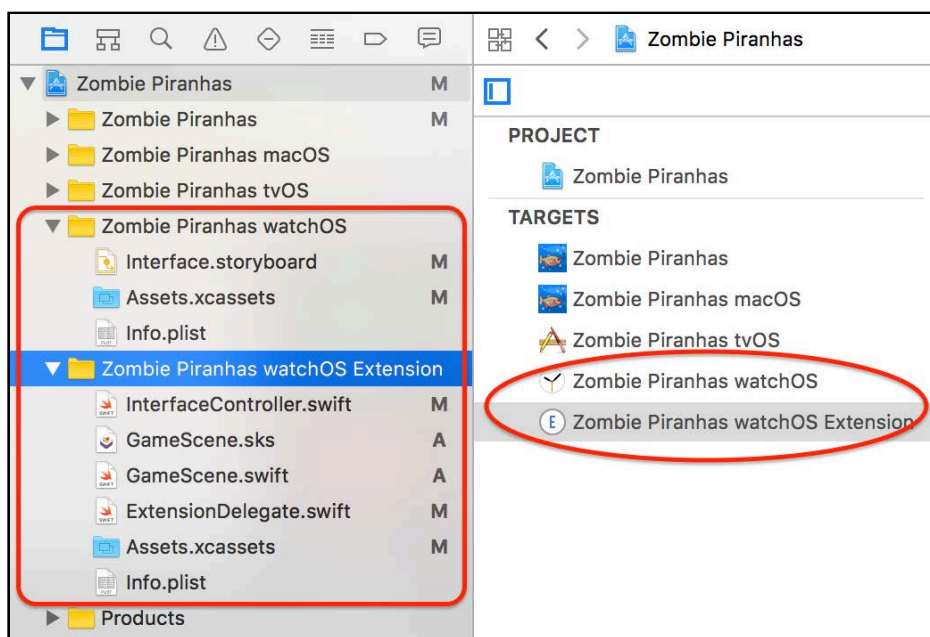 Zombie Piranhas M
Zombie Piranhas M
Zombie Piranhas macOS
Zombie Piranhas tvOS
Zombie Piranhas watchOS
Interface.storyboard M
Assets.xcassets M
Info.plist
Zombie Piranhas watchOS Extension
InterfaceController.swift M
GameScene.sks A
GameScene.swift A
ExtensionDelegate.swift M
Assets.xcassets M
Info.plist
Products
Zombie Piranhas
PROJECT
Zombie Piranhas
TARGETS
Zombie Piranhas
Zombie Piranhas macOS
Zombie Piranhas tvOS
Zombie Piranhas watchOS
E Zombie Piranhas watchOS Extension